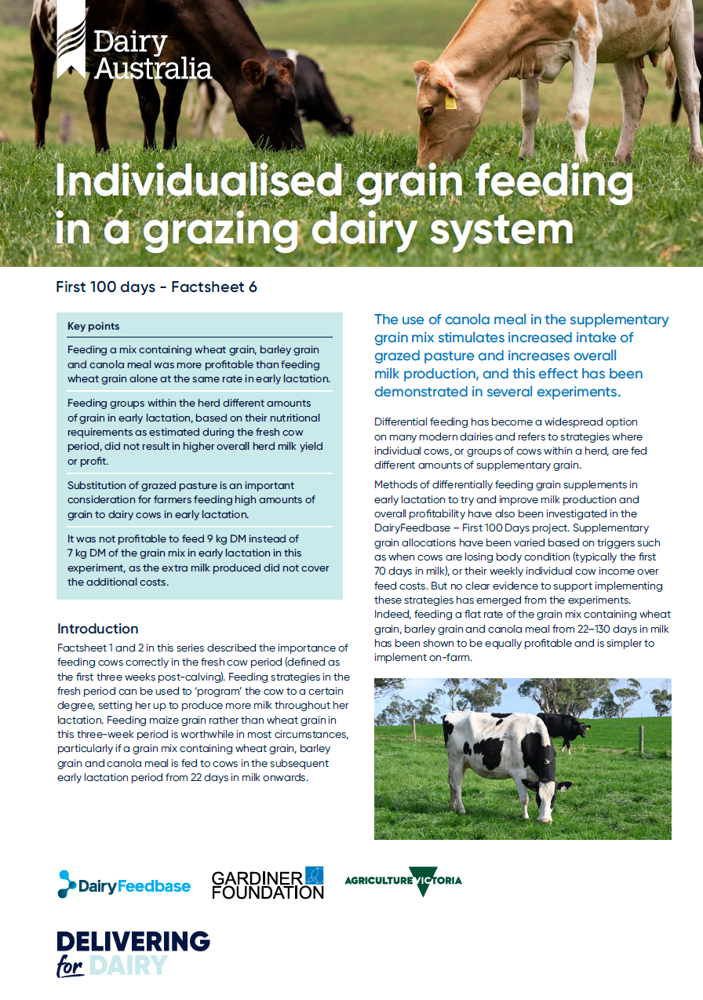 Dairy
Australia
Individualised grain feeding
in a grazing dairy system
First 100 days - Factsheet 6
Key points
Feeding a mix containing wheat grain, barley grain
and canola meal was more profitable than feeding
wheat grain alone at the same rate in early lactation.
Feeding groups within the herd different amounts
of grain in early lactation, based on their nutritional
requirements as estimated during the fresh cow
period, did not result in higher overall herd milk yield
or profit.
Substitution of grazed pasture is an important
consideration for farmers feeding high amounts of
grain to dairy cows in early lactation.
It was not profitable to feed 9 kg DM instead of
7 kg DM of the grain mix in early lactation in this
experiment, as the extra milk produced did not cover
the additional costs.
Introduction
Factsheet 1 and 2 in this series described the importance of
feeding cows correctly in the fresh cow period (defined as
the first three weeks post-calving). Feeding strategies in the
fresh period can be used to ‘program’ the cow to a certain
degree, setting her up to produce more milk throughout her
lactation. Feeding maize grain rather than wheat grain in
this three-week period is worthwhile in most circumstances,
particularly if a grain mix containing wheat grain, barley
grain and canola meal is fed to cows in the subsequent
early lactation period from 22 days in milk onwards.
The use of canola meal in the supplementary
grain mix stimulates increased intake of
grazed pasture and increases overall
milk production, and this effect has been
demonstrated in several experiments.
Differential feeding has become a widespread option
on many modern dairies and refers to strategies where
individual cows, or groups of cows within a herd, are fed
different amounts of supplementary grain.
Methods of differentially feeding grain supplements in
early lactation to try and improve milk production and
overall profitability have also been investigated in the
DairyFeedbase – First 100 Days project. Supplementary
grain allocations have been varied based on triggers such
as when cows are losing body condition (typically the first
70 days in milk), or their weekly individual cow income over
feed costs. But no clear evidence to support implementing
these strategies has emerged from the experiments.
Indeed, feeding a flat rate of the grain mix containing wheat
grain, barley grain and canola meal from 22–130 days in milk
has been shown to be equally profitable and is simpler to
implement on-farm.
DairyFeedbase
GARDINER
FOUNDATION
AGRICULTURE VICTORIA
DELIVERING
for DAIRY